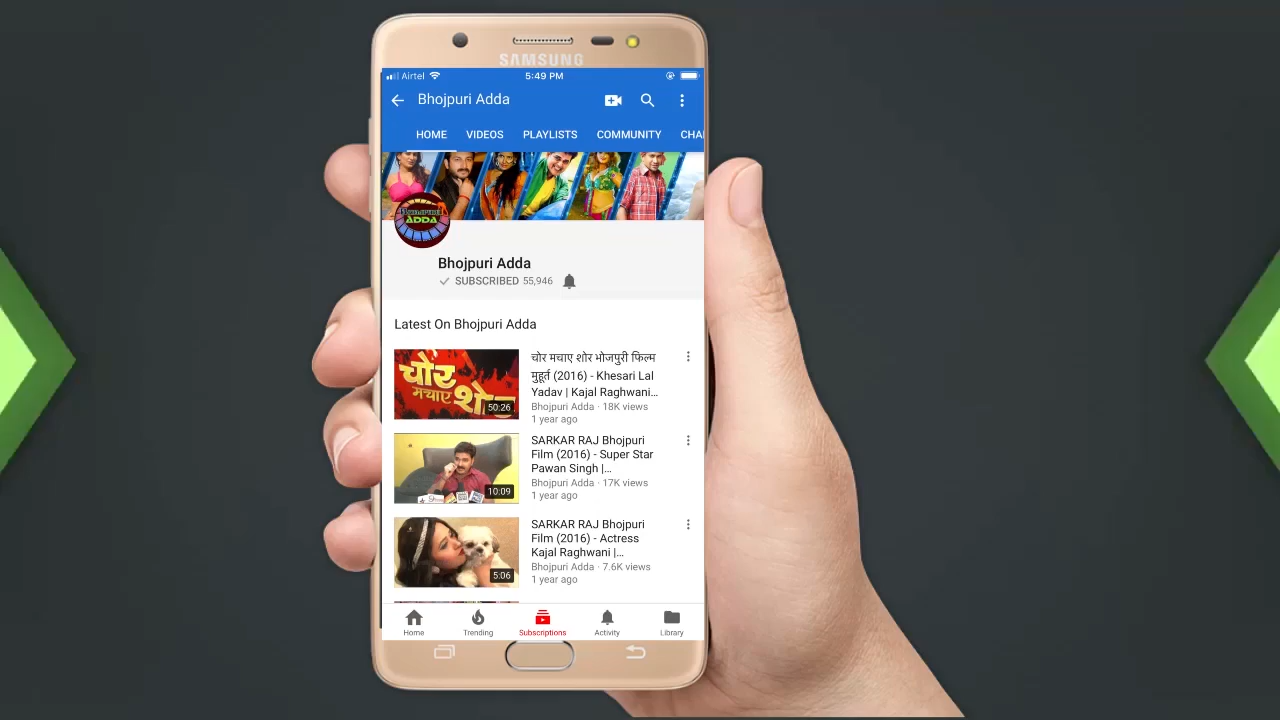 SAMSUNG
Airtel
5:49 PM
Bhojpuri Adda
HOME VIDEOS PLAYLISTS COMMUNITY CHA
BHOJPURI
ADDA
Bhojpuri Adda
SUBSCRIBED 55,946
Latest On Bhojpuri Adda
चोर
मचाए शोर
50:26
चोर मचाए शोर भोजपुरी फिल्म
मुहूर्त (2016) - Khesari Lal
Yadav | Kajal Raghwani...
Bhojpuri Adda · 18K views
1 year ago
10:09
SARKAR RAJ Bhojpuri
Film (2016) - Super Star
Pawan Singh |...
Bhojpuri Adda · 17K views
1 year ago
5:06
SARKAR RAJ Bhojpuri
Film (2016) - Actress
Kajal Raghwani |...
Bhojpuri Adda · 7.6K views
1 year ago
Home Trending Subscriptions Activity Library